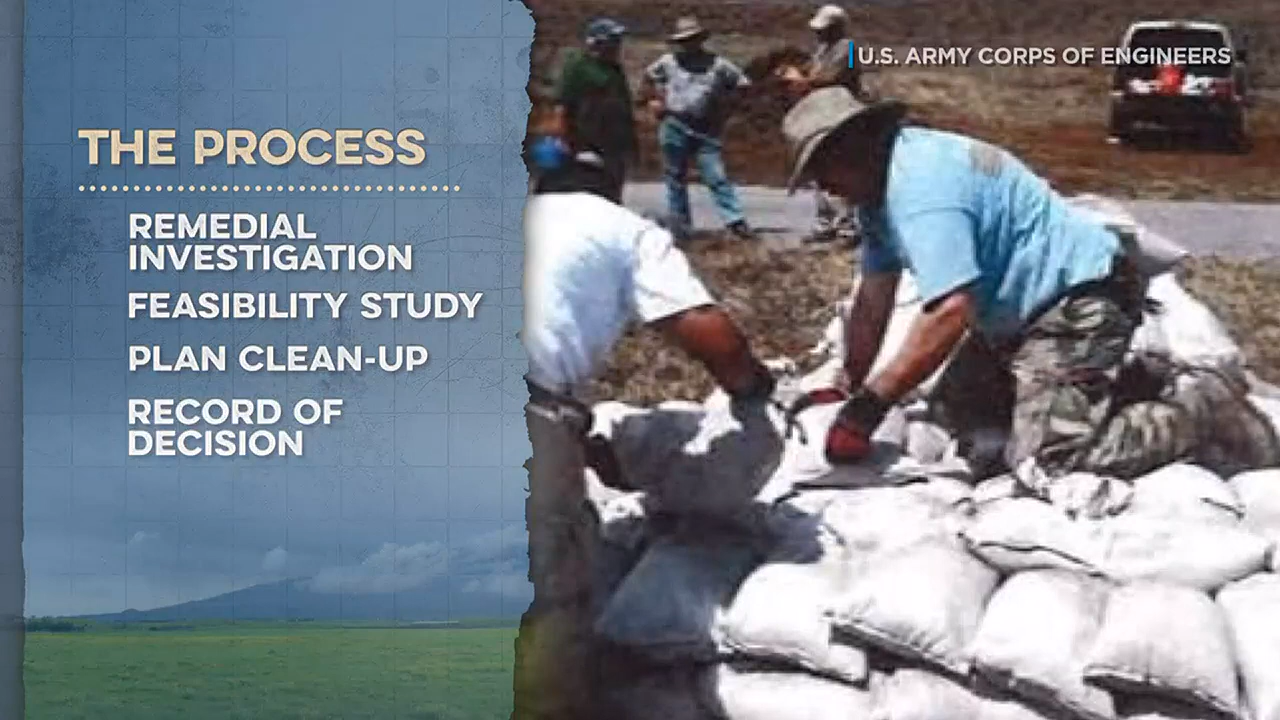 U.S. ARMY CORPS OF ENGINEERS
THE PROCESS
REMEDIAL
INVESTIGATION
FEASIBILITY STUDY
PLAN CLEAN-UP
RECORD OF
DECISION